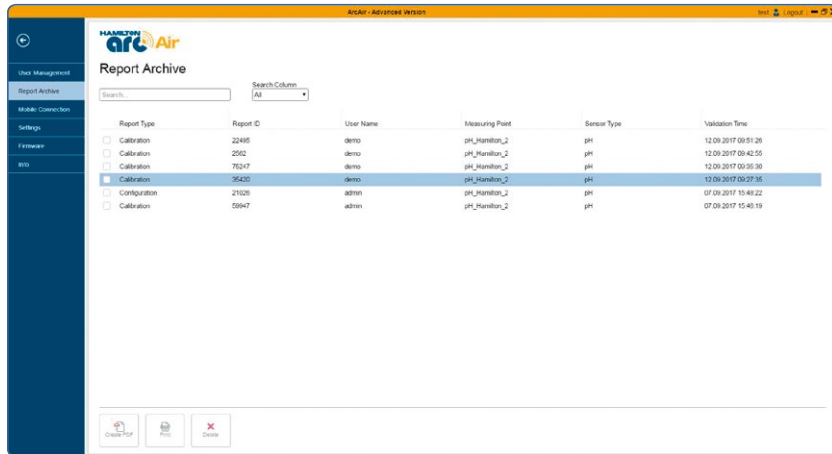 ArcAir - Advanced Version
test Logout
HAMILTON
arc Air
User Management
Report Archive
Mobile Connection
Settings
Firmware
Info
Report Archive
Search Column
Search...
All
Report Type Report ID User Name Measuring Point Sensor Type Validation Time
Calibration 22495 demo pH_Hamilton_2 pH 12.09.2017 09:51:26
Calibration 2562 demo pH_Hamilton_2 pH 12.09.2017 09:42:55
Calibration 76247 demo pH_Hamilton_2 pH 12.09.2017 09:36:30
Calibration 35420 demo pH_Hamilton_2 pH 12.09.2017 09:27:35
Configuration 21026 admin pH_Hamilton_2 pH 07.09.2017 15:49:22
Calibration 59947 admin pH_Hamilton_2 pH 07.09.2017 15:46:19
Create PDF
Print
Delete